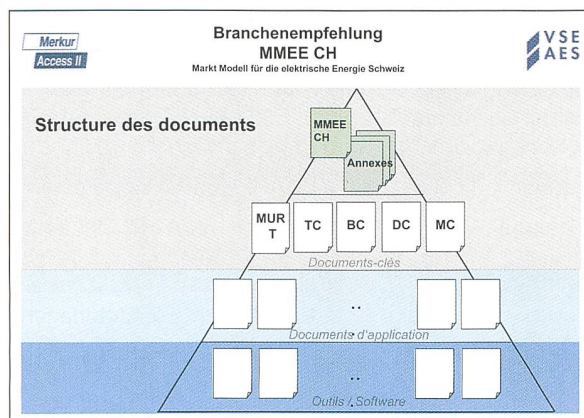 Merkur
Access II
Branchenempfehlung
MMEE CH
Markt Modell für die elektrische Energie Schweiz
VSE
AES
Structure des documents
MMEE
CH
Annexes
MUR
T
TC
BC
DC
MC
Documents-clés
..
Documents d'application
..
Outils / Software